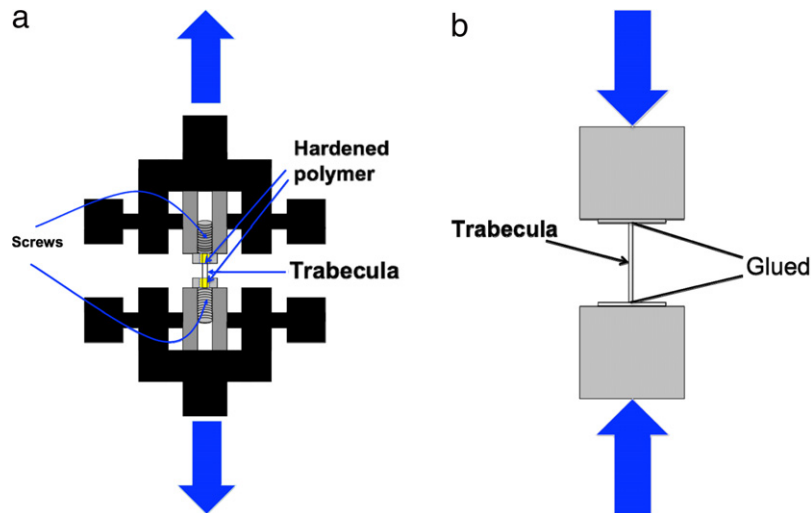 a
b
Hardened
polymer
Screws
Trabecula
Trabecula
Glued